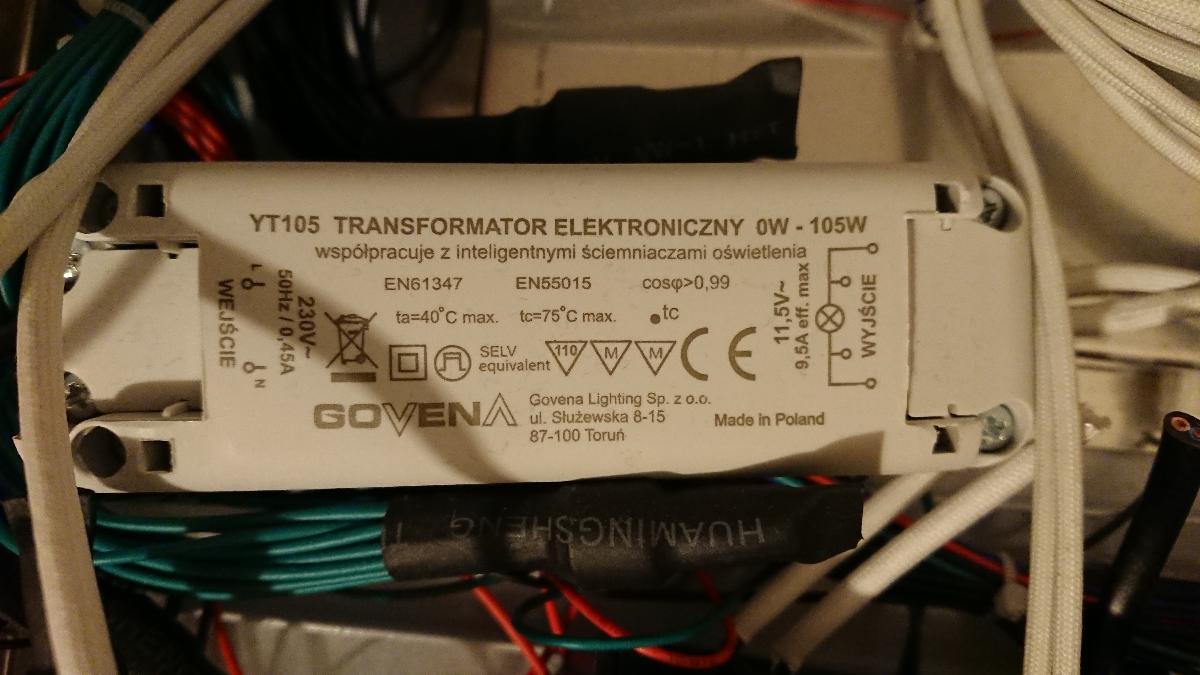 YT105 TRANSFORMATOR ELEKTRONICZNY 0W - 105W
współpracuje z inteligentnymi ściemniaczami oświetlenia
EN61347 EN55015 cosφ>0,99
ta=40°C max. tc=75°C max. •tc
WEJŚCIE
L N
50Hz / 0,45A
230V~
SELV
equivalent
110 M M CE
11,5V~
9,5A eff. max
WYJŚCIE
GOVENA
Govena Lighting Sp. z o.o.
ul. Służewska 8-15
87-100 Toruń
Made in Poland
HUAMINGSHENG